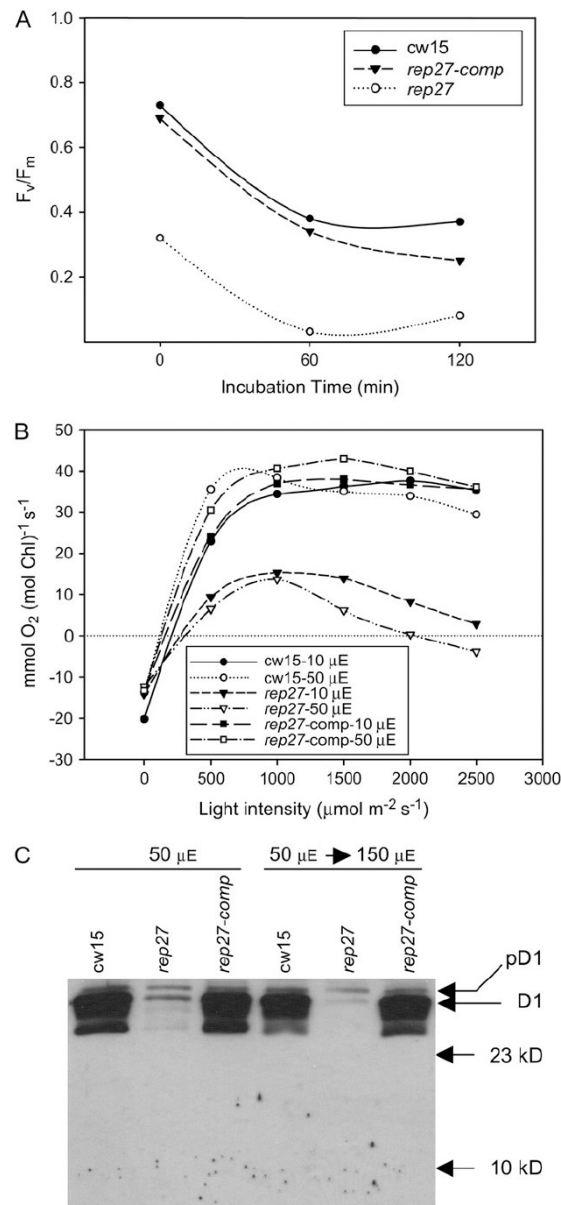 A
1.0
0.8
0.6
0.4
0.2
Fv/Fm
cw15
rep27-comp
rep27
0 60 120
Incubation Time (min)
B
50
40
30
20
10
0
-10
-20
-30
mmol O2 (mol Chl)-1 s-1
cw15-10 µE
cw15-50 µE
rep27-10 µE
rep27-50 µE
rep27-comp-10 µE
rep27-comp-50 µE
0 500 1000 1500 2000 2500 3000
Light intensity (µmol m-2 s-1)
C
50 µE 50 µE 150 µE
cw15 rep27 rep27-comp cw15 rep27 rep27-comp
pD1
D1
23 kD
10 kD